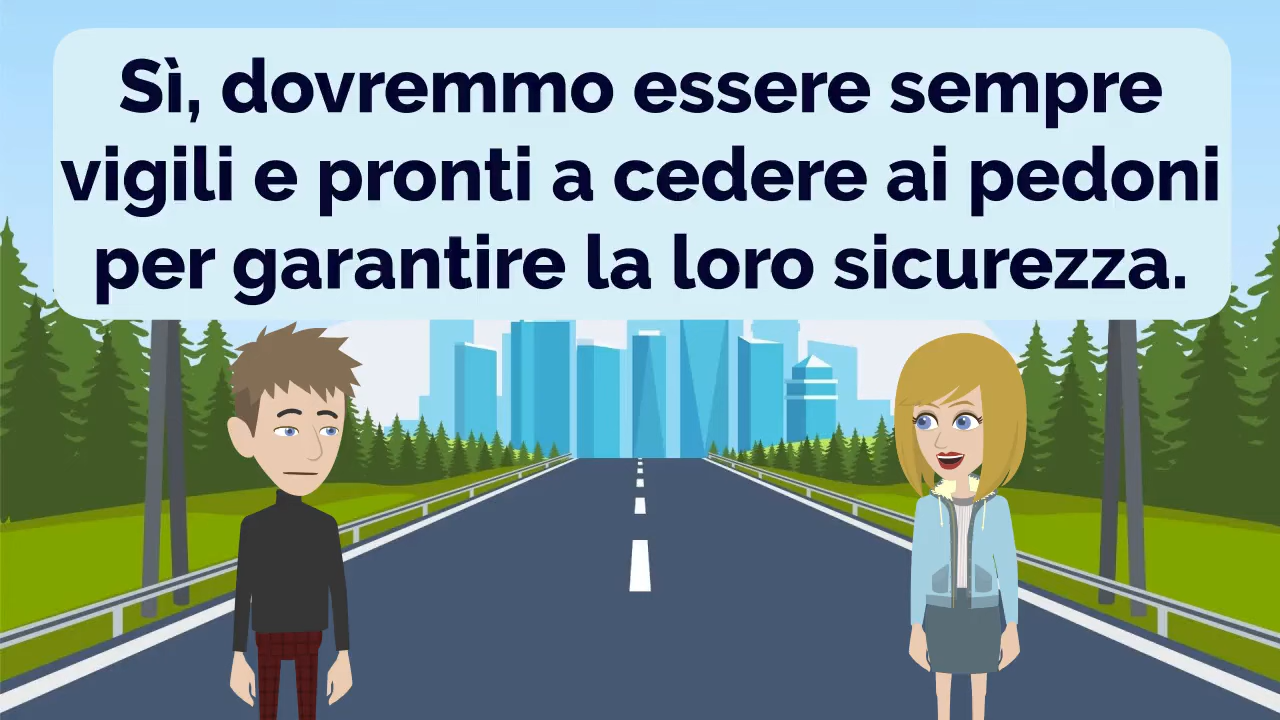 Sì, dovremmo essere sempre
vigili e pronti a cedere ai pedoni
per garantire la loro sicurezza.